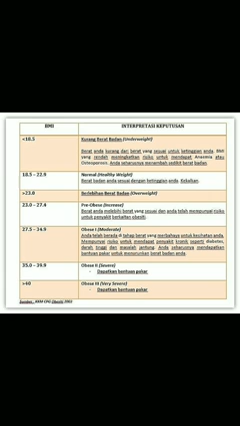 BMI
INTERPRETASI KEPUTUSAN
<18.5
Kurang Berat Badan (Underweight)
Berat anda kurang dari berat yang sesuai untuk ketinggian anda. BMI
yang rendah meningkatkan risiko untuk mendapat Anaemia atau
Osteoporosis. Anda seharusnya menambah sedikit berat badan.
18.5 – 22.9
Normal (Healthy Weight)
Berat badan anda sesuai dengan ketinggian anda. Kekalkan.
>23.0
Berlebihan Berat Badan (Overweight)
23.0 - 27.4
Pre-Obese (Increase)
Berat anda melebihi berat yang sesuai dan anda telah mempunyai risiko
untuk penyakit berkaitan obesiti
27.5 – 34.9
Obese I (Moderate)
Anda telah berada di tahap berat yang merbahaya untuk kesihatan anda.
Mempunyai risiko untuk mendapat penyakit kronik seperti diabetes,
darah tinggi dan masalah jantung. Anda seharusnya mendapatkan
bantuan pakar untuk menurunkan berat badan anda.
35.0 – 39.9
Obese II (Severe)
- Dapatkan bantuan pakar
>40
Obese III (Very Severe)
- Dapatkan bantuan pakar
Sumber : KKM CPG Obesiti 2003